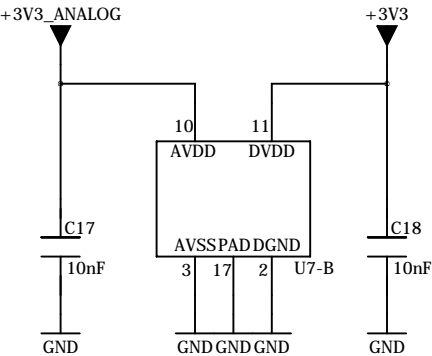 +3V3_ANALOG +3V3
10 11
AVDD DVDD
C17 C18
AVSS PAD DGND
10nF 3 17 2 U7-B 10nF
GND GND GND GND GND